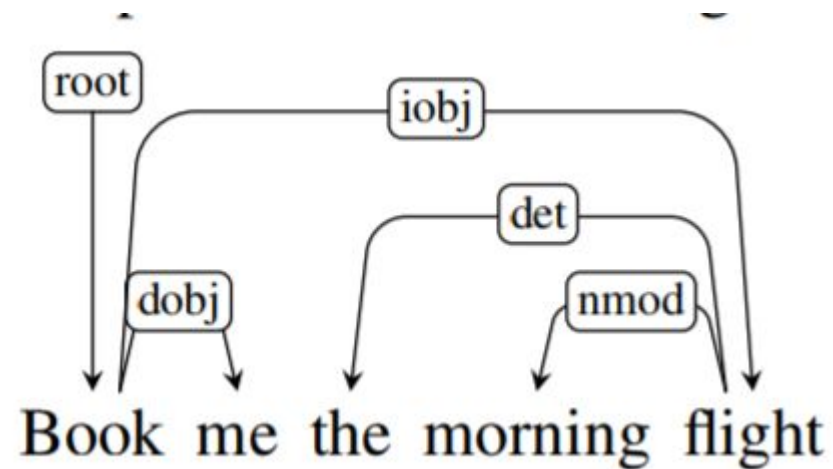 root
iobj
det
dobj nmod
Book me the morning flight